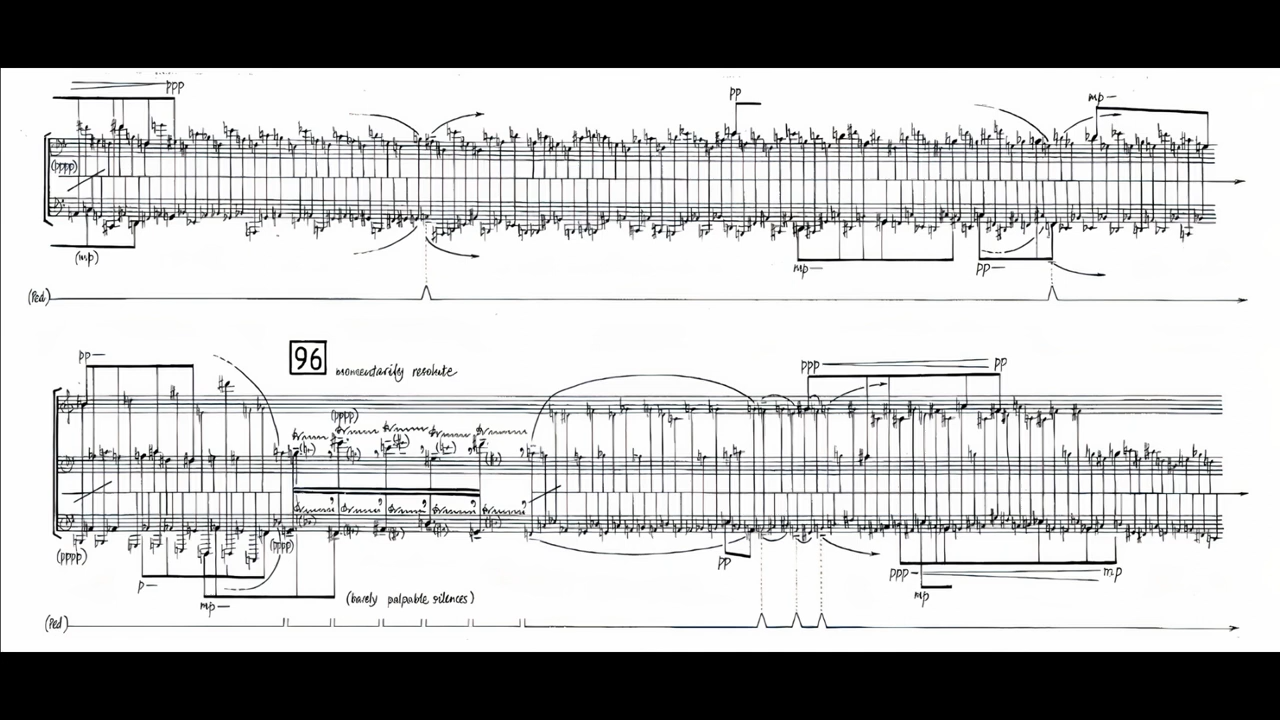 ppp
pp
mp
(pppp)
(mp)
mp
pp
(Ped)
pp
96 momentarily resolute
ppp pp
(pppp)
(pppp)
(pppp)
p
mp
(barely palpable silences)
pp
ppp mp
mp
(Ped)